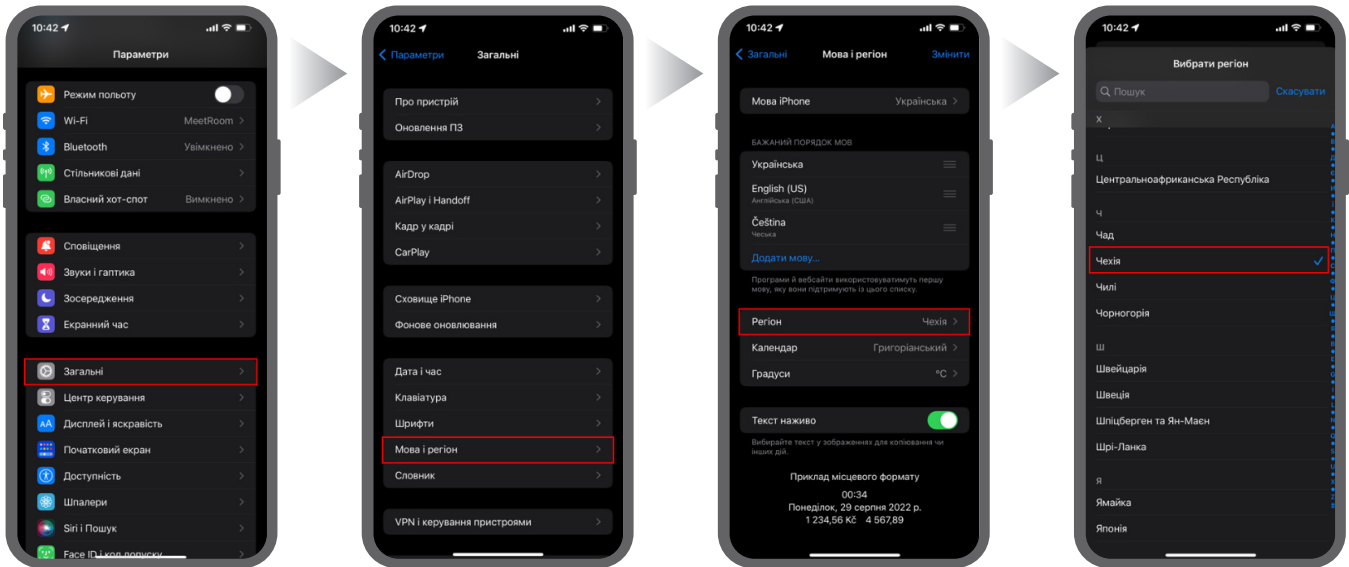 10:42
Параметри
Режим польоту
Wi-Fi MeetRoom
Bluetooth Увімкнено
Стільникові дані
Власний хот-спот Вимкнено
Сповіщення
Звуки і гаптика
Зосередження
Екранний час
Загальні
Центр керування
Дисплей і яскравість
Початковий екран
Доступність
Шпалери
Siri і Пошук
Face ID і код допуску
10:42
Параметри Загальні
Про пристрій
Оновлення ПЗ
AirDrop
AirPlay і Handoff
Кадр у кадрі
CarPlay
Сховище iPhone
Фонове оновлювання
Дата і час
Клавіатура
Шрифти
Мова і регіон
Словник
VPN і керування пристроями
10:42
Загальні Мова і регіон Змінити
Мова iPhone Українська
БАЖАНИЙ ПОРЯДОК МОВ
Українська
English (US)
Англійська (США)
Čeština
Чеська
Додати мову...
Програми й вебсайти використовуватимуть першу
мову, яку вони підтримують із цього списку.
Регіон Чехія
Календар Григоріанський
Градуси °C
Текст наживо
Вибирайте текст у зображеннях для копіювання чи
інших дій.
Приклад місцевого формату
00:34
Понеділок, 29 серпня 2022 р.
1 234,56 Kč 4 567,89
10:42
Вибрати регіон
Пошук Скасувати
Х
Ц
Центральноафриканська Республіка
Ч
Чад
Чехія
Чилі
Чорногорія
Ш
Швейцарія
Швеція
Шпіцберген та Ян-Маєн
Шрі-Ланка
Я
Ямайка
Японія